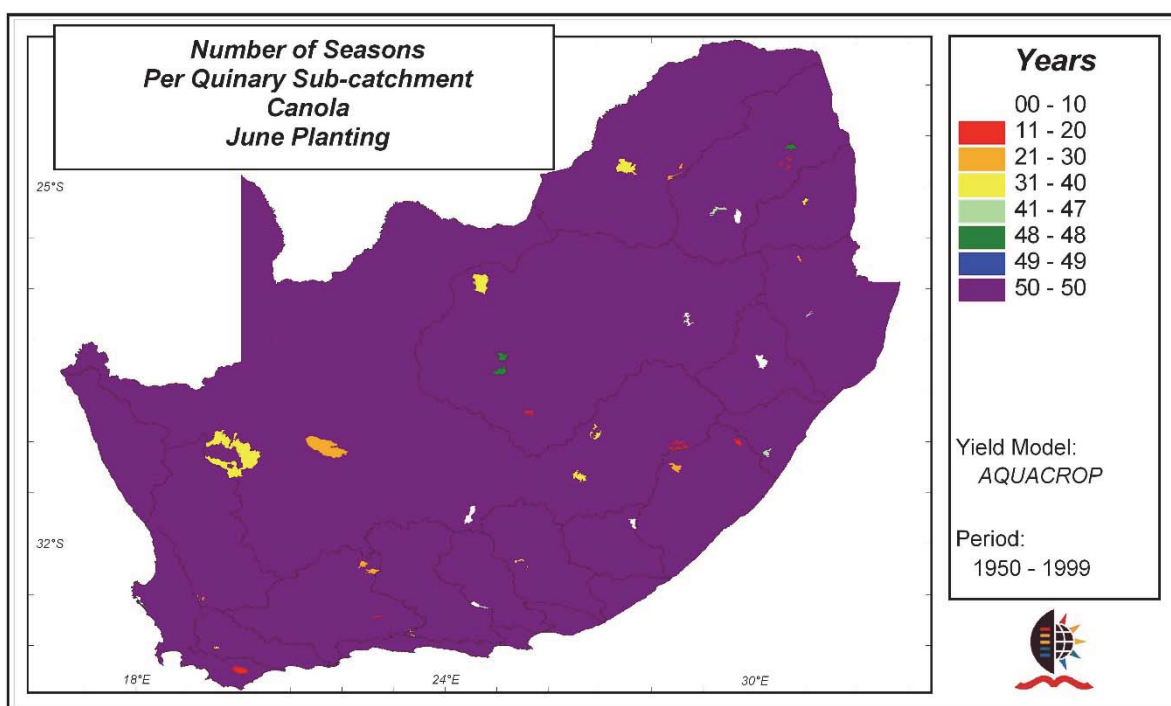 Number of Seasons
Per Quinary Sub-catchment
Canola
June Planting
Years
00 - 10
11 - 20
21 - 30
31 - 40
41 - 47
48 - 48
49 - 49
50 - 50
Yield Model:
AQUACROP
Period:
1950 - 1999
25°S
32°S
18°E
24°E
30°E